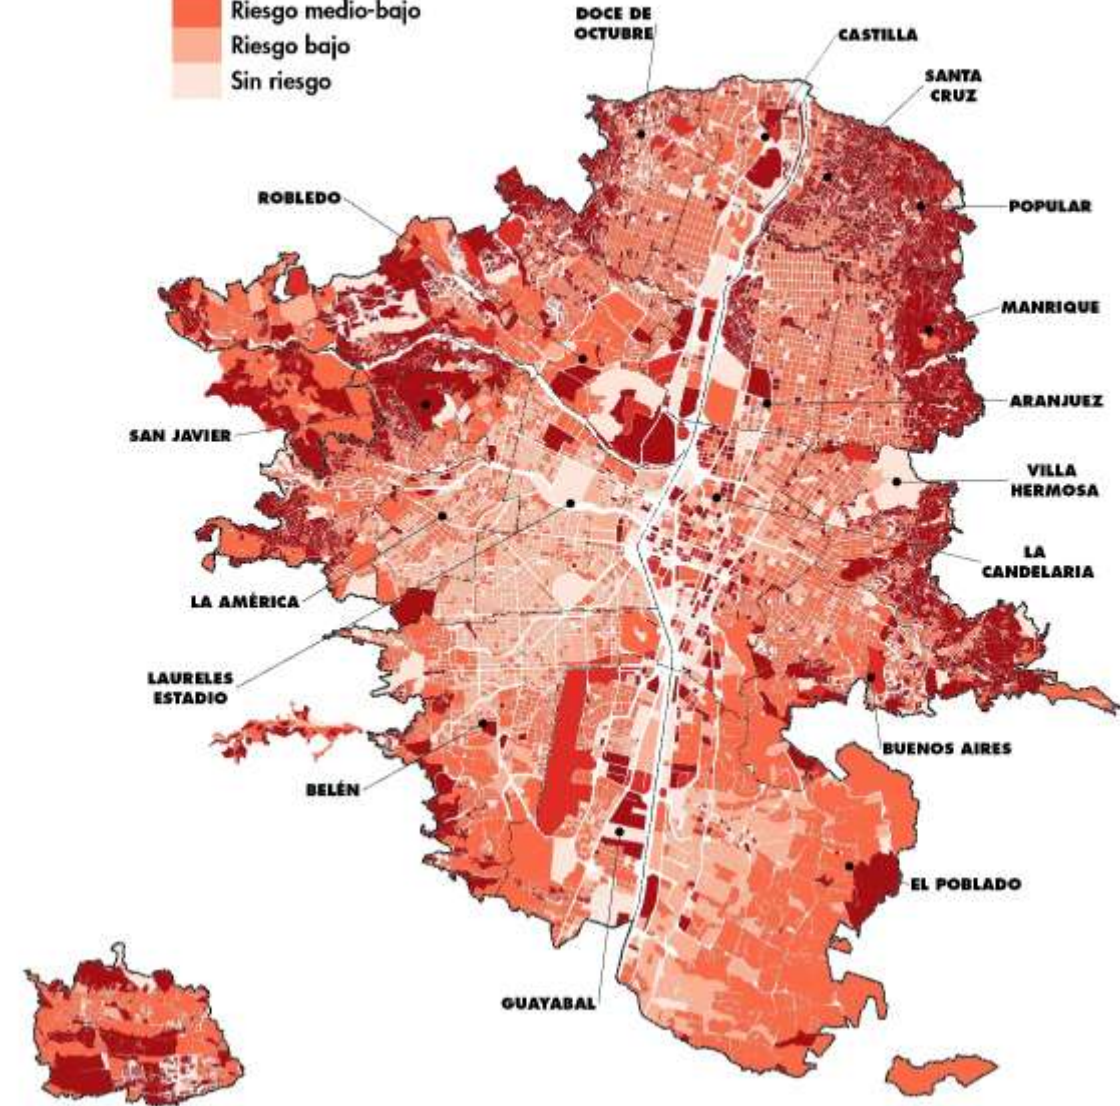 Riesgo medio-bajo
Riesgo bajo
Sin riesgo
DOCE DE
OCTUBRE
CASTILLA
SANTA
CRUZ
ROBLEDO
POPULAR
MANRIQUE
ARANJUEZ
SAN JAVIER
VILLA
HERMOSA
LA
CANDELARIA
LA AMÉRICA
LAURELES
ESTADIO
BUENOS AIRES
BELÉN
EL POBLADO
GUAYABAL